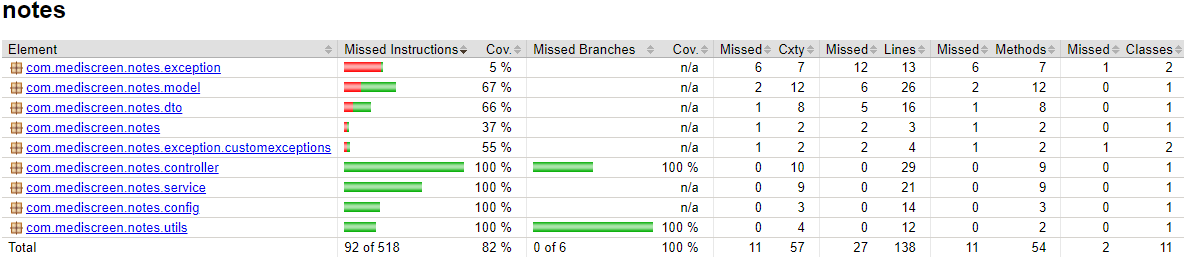 notes
Element Missed Instructions Cov. Missed Branches Cov. Missed Cxty Missed Lines Missed Methods Missed Classes
com.mediscreen.notes.exception 5 % n/a 6 7 12 13 6 7 1 2
com.mediscreen.notes.model 67 % n/a 2 12 6 26 2 12 0 1
com.mediscreen.notes.dto 66 % n/a 1 8 5 16 1 8 0 1
com.mediscreen.notes 37 % n/a 1 2 2 3 1 2 0 1
com.mediscreen.notes.exception.customexceptions 55 % n/a 1 2 2 4 1 2 1 2
com.mediscreen.notes.controller 100 % 100 % 0 10 0 29 0 9 0 1
com.mediscreen.notes.service 100 % n/a 0 9 0 21 0 9 0 1
com.mediscreen.notes.config 100 % n/a 0 3 0 14 0 3 0 1
com.mediscreen.notes.utils 100 % 100 % 0 4 0 12 0 2 0 1
Total 92 of 518 82 % 0 of 6 100 % 11 57 27 138 11 54 2 11